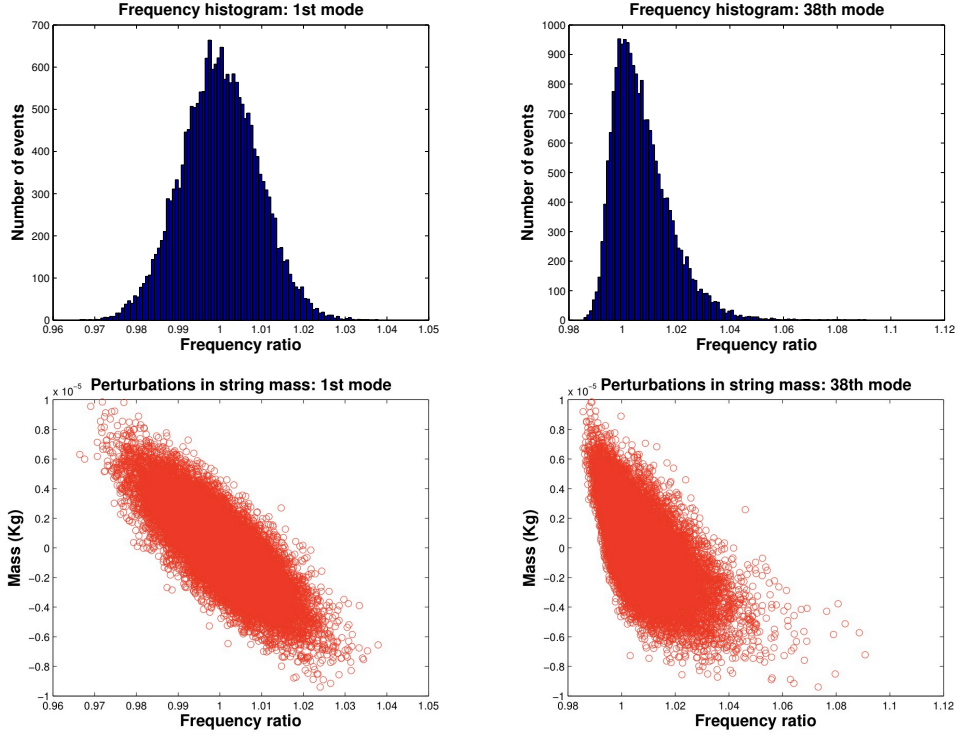 Frequency histogram: 1st mode
700
600
500
400
300
200
100
0
0.96 0.97 0.98 0.99 1 1.01 1.02 1.03 1.04 1.05
Number of events
Frequency ratio
Frequency histogram: 38th mode
1000
900
800
700
600
500
400
300
200
100
0
0.98 1 1.02 1.04 1.06 1.08 1.1 1.12
Number of events
Frequency ratio
Perturbations in string mass: 1st mode
x 10⁻⁵
1
0.8
0.6
0.4
0.2
0
−0.2
−0.4
−0.6
−0.8
−1
0.96 0.97 0.98 0.99 1 1.01 1.02 1.03 1.04 1.05
Mass (Kg)
Frequency ratio
Perturbations in string mass: 38th mode
x 10⁻⁵
1
0.8
0.6
0.4
0.2
0
−0.2
−0.4
−0.6
−0.8
−1
0.98 1 1.02 1.04 1.06 1.08 1.1 1.12
Mass (Kg)
Frequency ratio